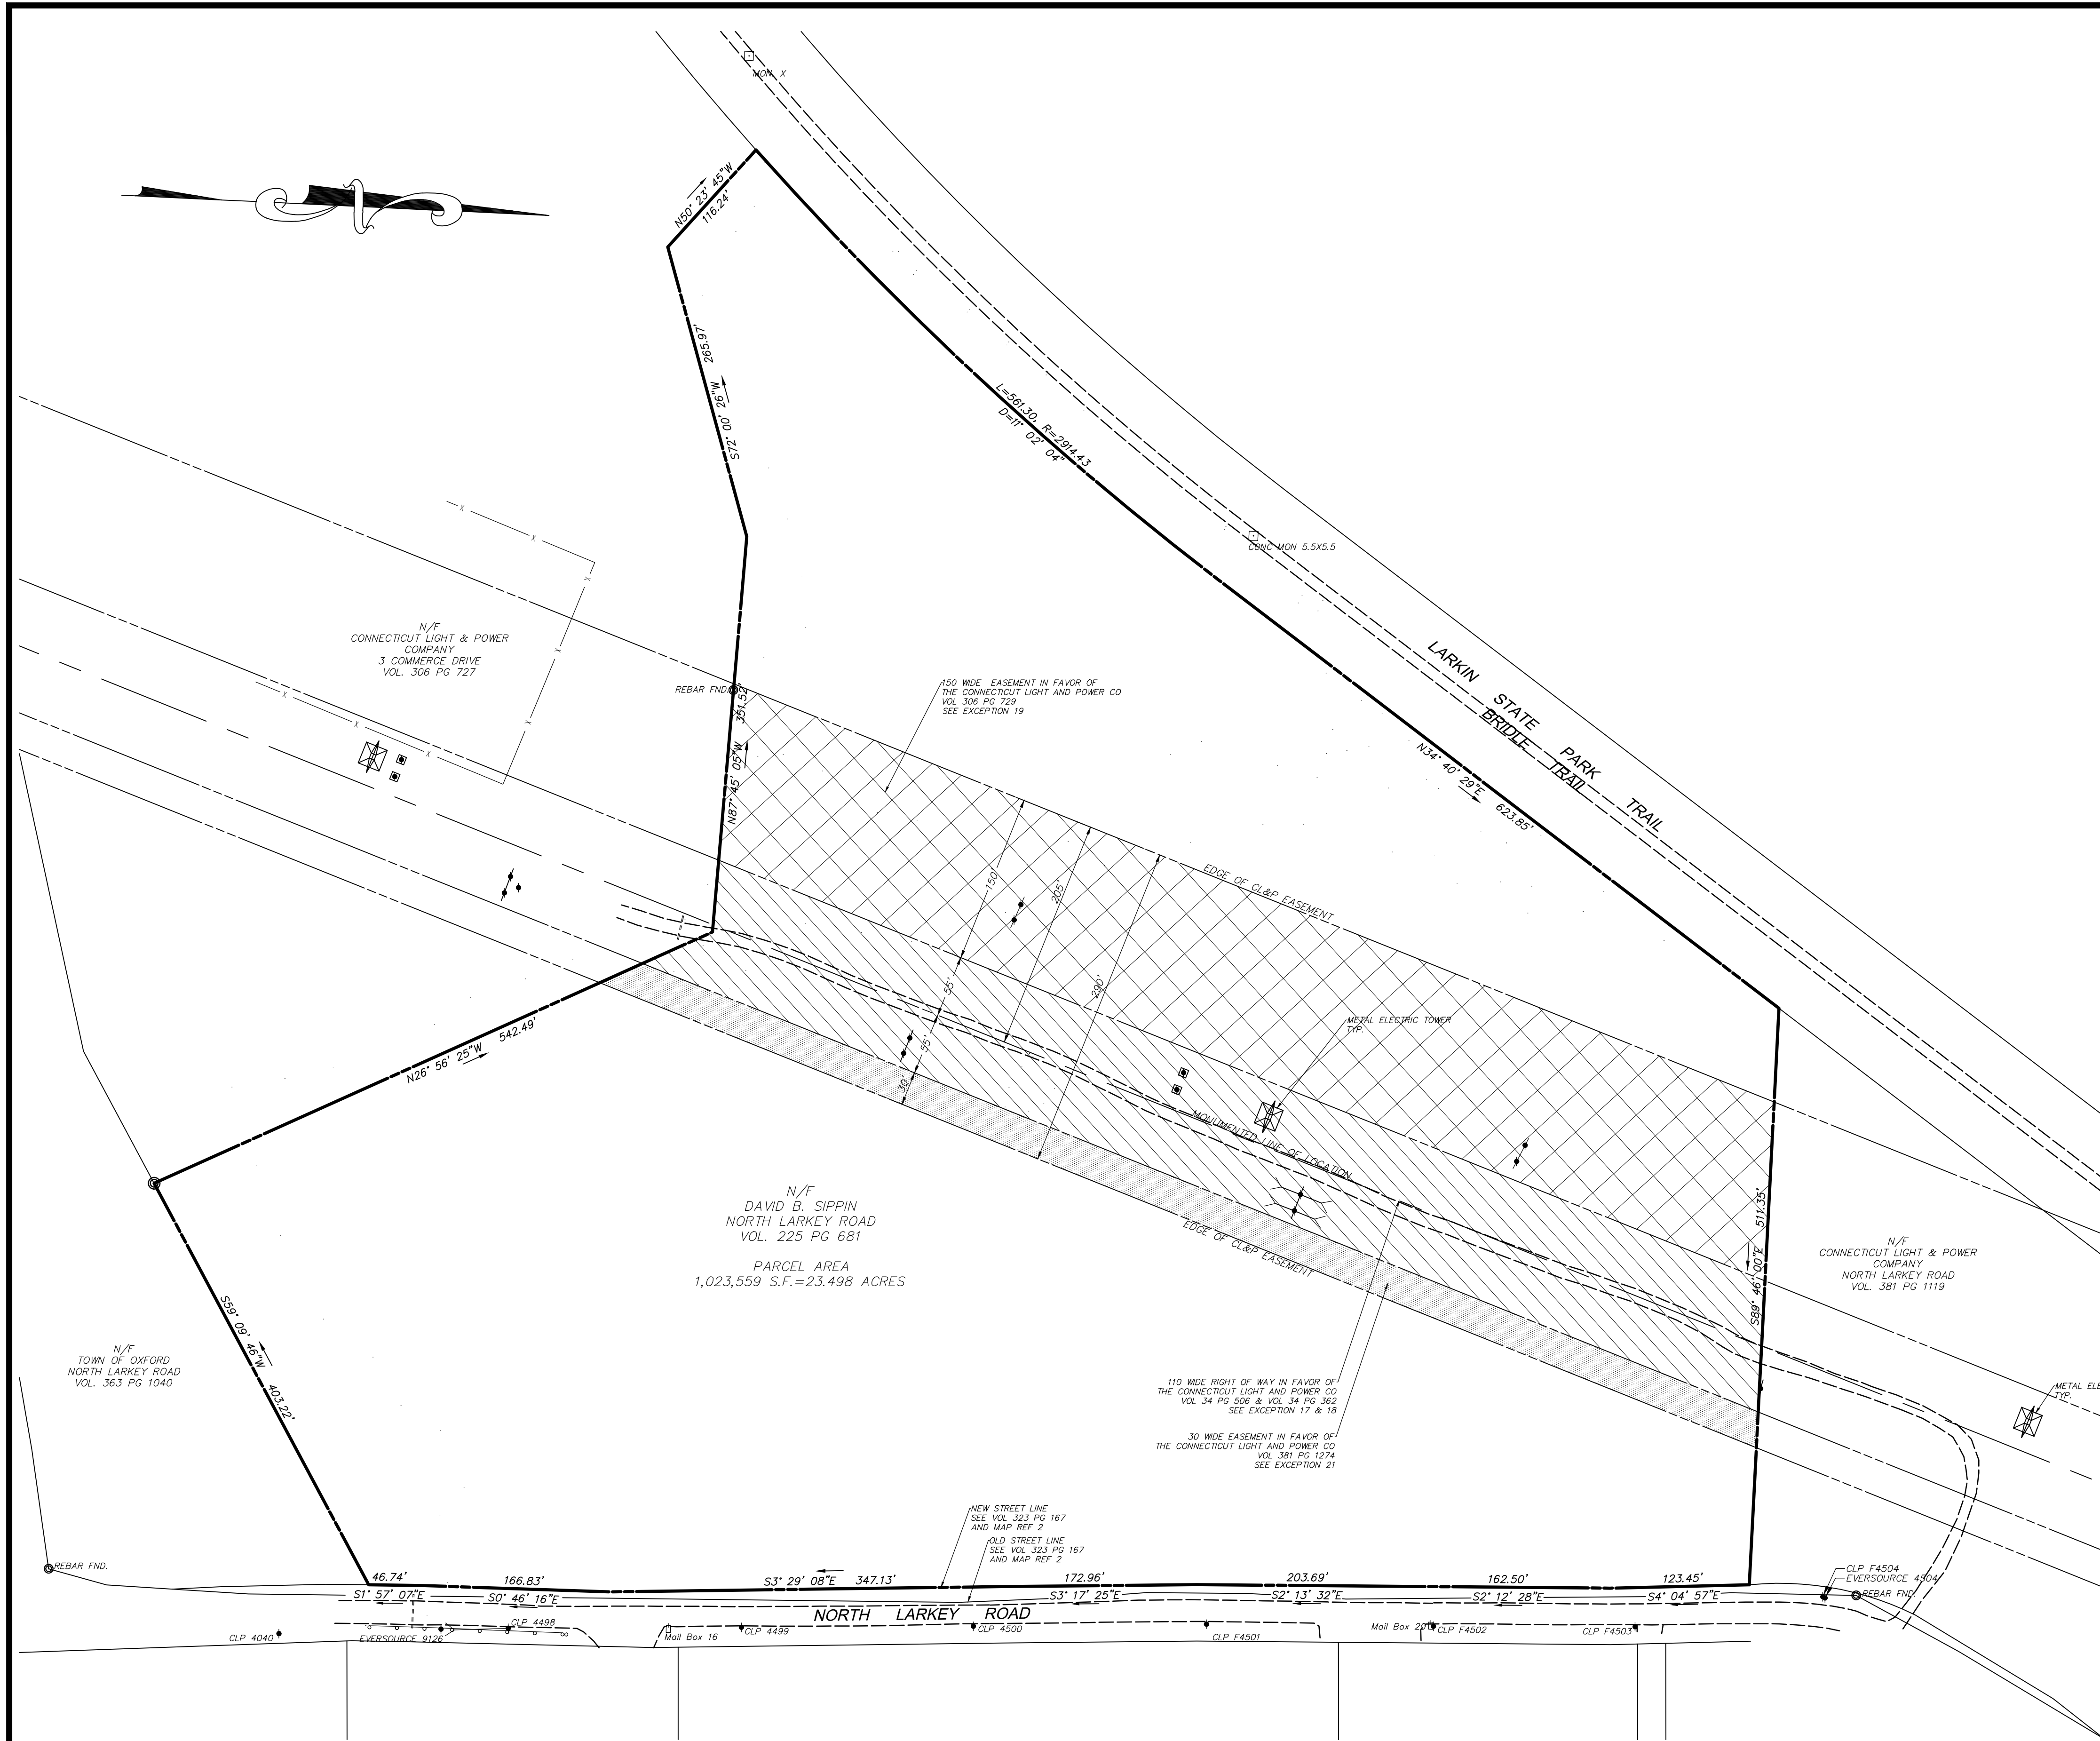 MON. X
N50° 23' 45"W
116.24'
S72° 00' 26"W 265.97'
L=561.30, R=2914.43
D=11° 02' 04"
CONC MON 5.5X5.5
N/F
CONNECTICUT LIGHT & POWER
COMPANY
3 COMMERCE DRIVE
VOL. 306 PG 727
X
X
X
X
X
X
X
X
REBAR FND.
N87° 45' 05"W 351.52'
150 WIDE EASEMENT IN FAVOR OF
THE CONNECTICUT LIGHT AND POWER CO
VOL 306 PG 729
SEE EXCEPTION 19
LARKIN STATE PARK TRAIL
BRIDLE TRAIL
N34° 40' 29"E 623.85'
EDGE OF CL&P EASEMENT
150'
205'
290'
55'
55'
30'
METAL ELECTRIC TOWER
TYP.
MONUMENTED LINE OF LOCATION
EDGE OF CL&P EASEMENT
N26° 56' 25"W 542.49'
N/F
DAVID B. SIPPIN
NORTH LARKEY ROAD
VOL. 225 PG 681
PARCEL AREA
1,023,559 S.F.=23.498 ACRES
S89° 46' 00"E 511.35'
N/F
CONNECTICUT LIGHT & POWER
COMPANY
NORTH LARKEY ROAD
VOL. 381 PG 1119
S59° 09' 46"W 403.22'
N/F
TOWN OF OXFORD
NORTH LARKEY ROAD
VOL. 363 PG 1040
110 WIDE RIGHT OF WAY IN FAVOR OF
THE CONNECTICUT LIGHT AND POWER CO
VOL 34 PG 506 & VOL 34 PG 362
SEE EXCEPTION 17 & 18
30 WIDE EASEMENT IN FAVOR OF
THE CONNECTICUT LIGHT AND POWER CO
VOL 381 PG 1274
SEE EXCEPTION 21
METAL ELE
TYP.
NEW STREET LINE
SEE VOL 323 PG 167
AND MAP REF 2
OLD STREET LINE
SEE VOL 323 PG 167
AND MAP REF 2
REBAR FND.
46.74'
S1° 57' 07"E
166.83'
S0° 46' 16"E
S3° 29' 08"E 347.13'
172.96'
S3° 17' 25"E
203.69'
S2° 13' 32"E
162.50'
S2° 12' 28"E
123.45'
S4° 04' 57"E
CLP F4504
EVERSOURCE 4504
REBAR FND.
NORTH LARKEY ROAD
CLP 4040
EVERSOURCE 9126
CLP 4498
Mail Box 16
CLP 4499
CLP 4500
CLP F4501
Mail Box 20
CLP F4502
CLP F4503